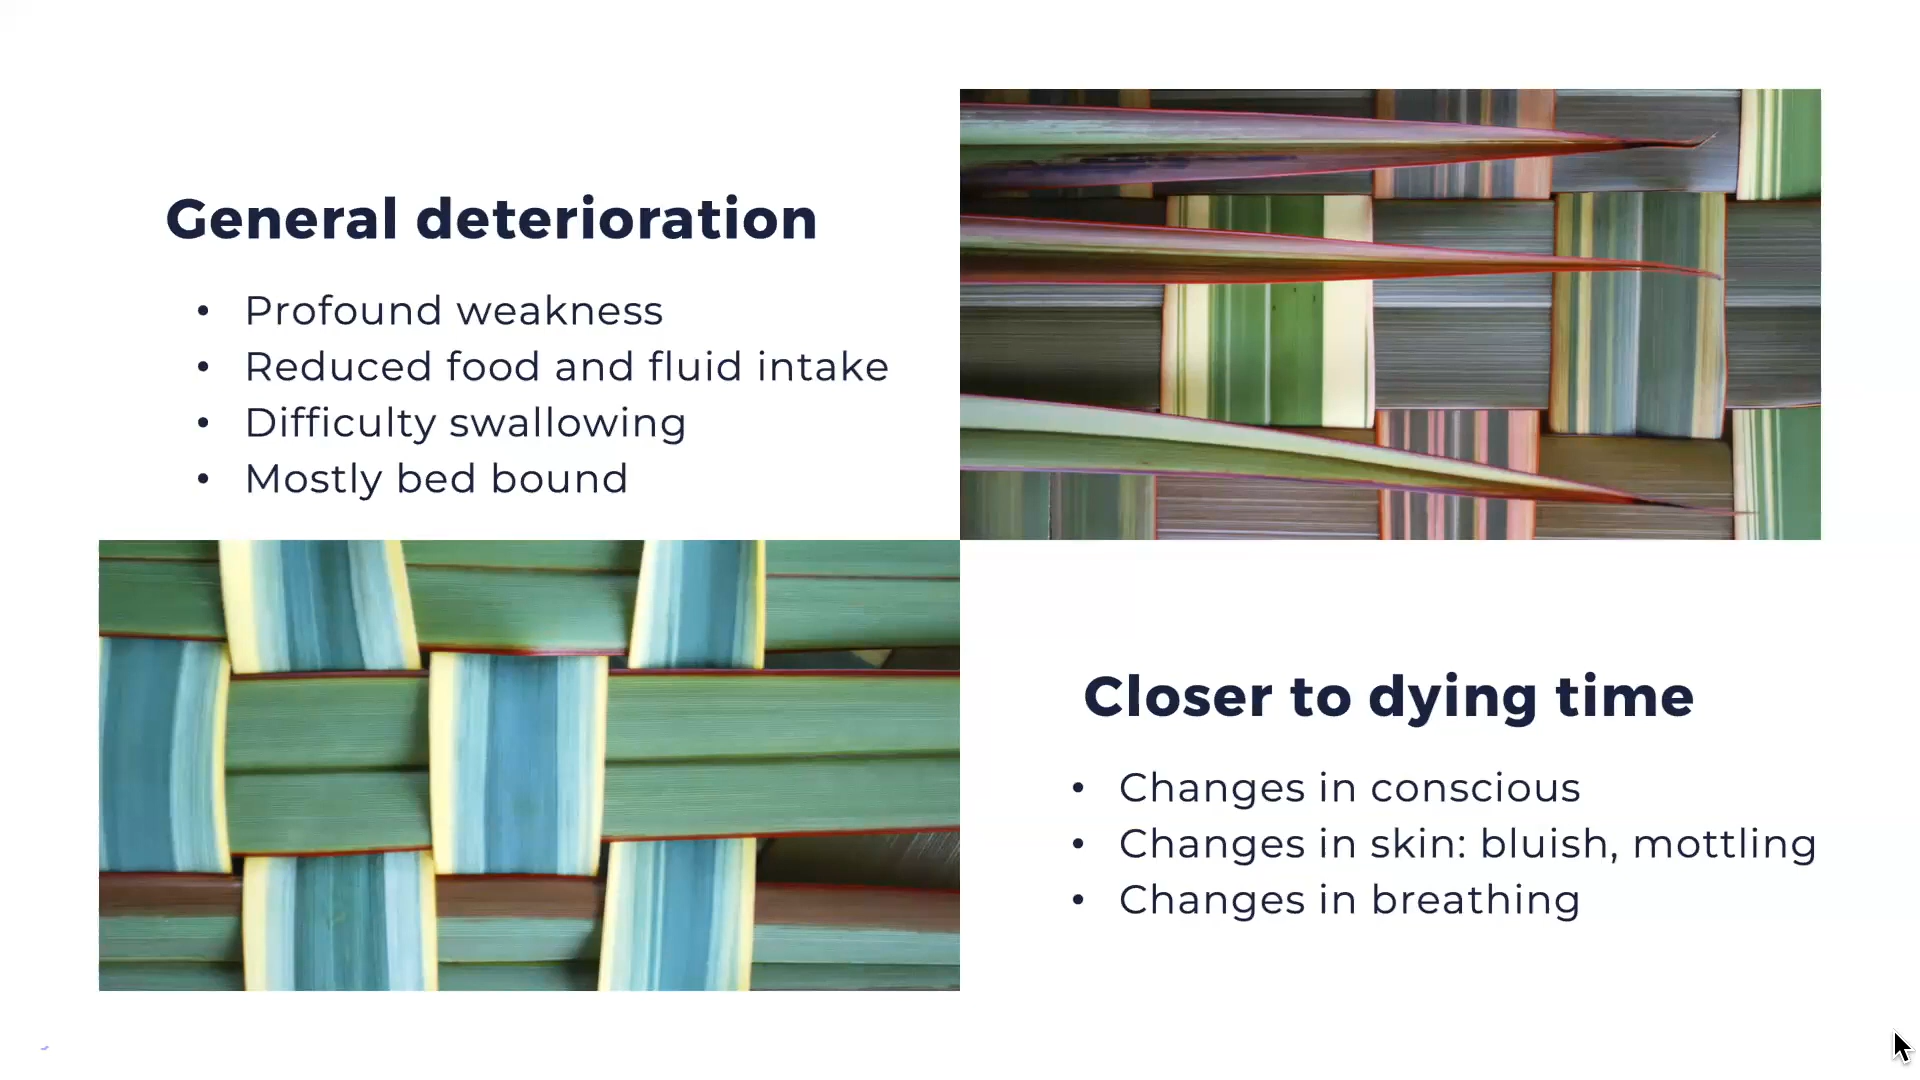 General deterioration
• Profound weakness
• Reduced food and fluid intake
• Difficulty swallowing
• Mostly bed bound
Closer to dying time
• Changes in conscious
• Changes in skin: bluish, mottling
• Changes in breathing